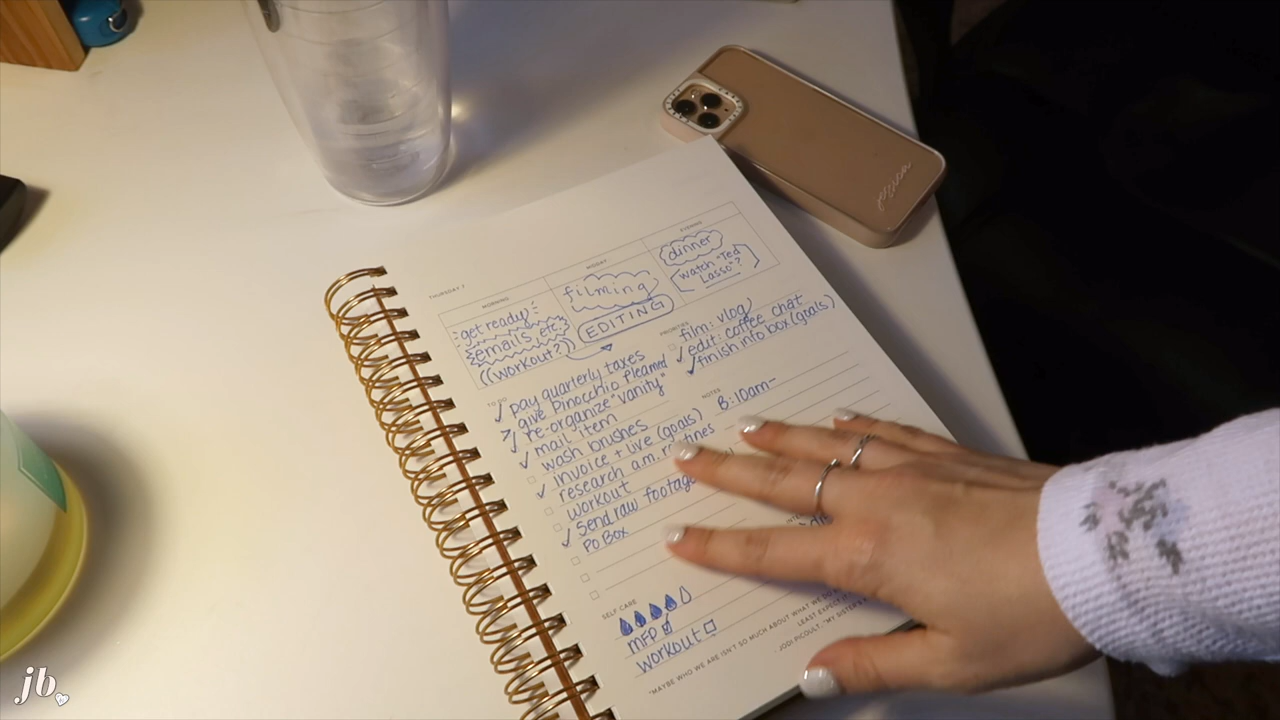 THURSDAY 7
MORNING
get ready
emails, etc.
((workout?))
MIDDAY
filming
EDITING
EVENING
dinner
[watch "Ted
Lasso"?]
TO DO
pay quarterly taxes
give Pinocchio Pleamed
re-organize "vanity"
mail item
wash brushes
invoice + live (goals)
research a.m. routines
workout
Send raw footage
PO Box
PRIORITIES
film: vlog
edit: coffee chat
finish info box (goals)
NOTES
8:10am-
SELF CARE
MFP
workout
"MAYBE WHO WE ARE ISN'T SO MUCH ABOUT WHAT WE DO
LEAST EXPECT
- JODI PICOULT, "MY SISTER'S
jessica
jb